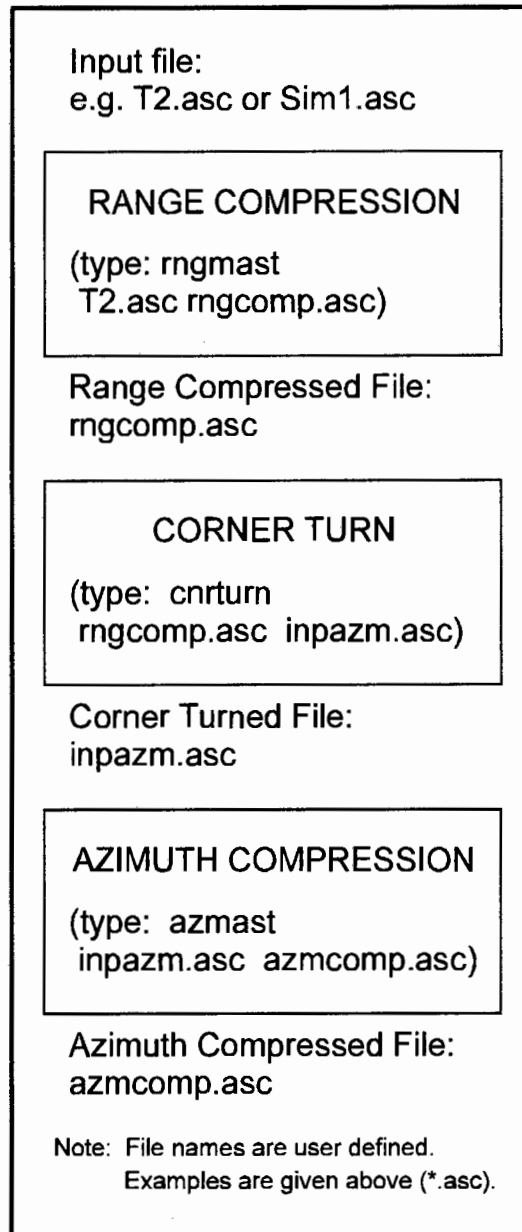 Input file:
e.g. T2.asc or Sim1.asc
RANGE COMPRESSION
(type: rngmast
T2.asc rngcomp.asc)
Range Compressed File:
rngcomp.asc
CORNER TURN
(type: cnrturn
rngcomp.asc inpazm.asc)
Corner Turned File:
inpazm.asc
AZIMUTH COMPRESSION
(type: azmast
inpazm.asc azmcomp.asc)
Azimuth Compressed File:
azmcomp.asc
Note: File names are user defined.
Examples are given above (*.asc).